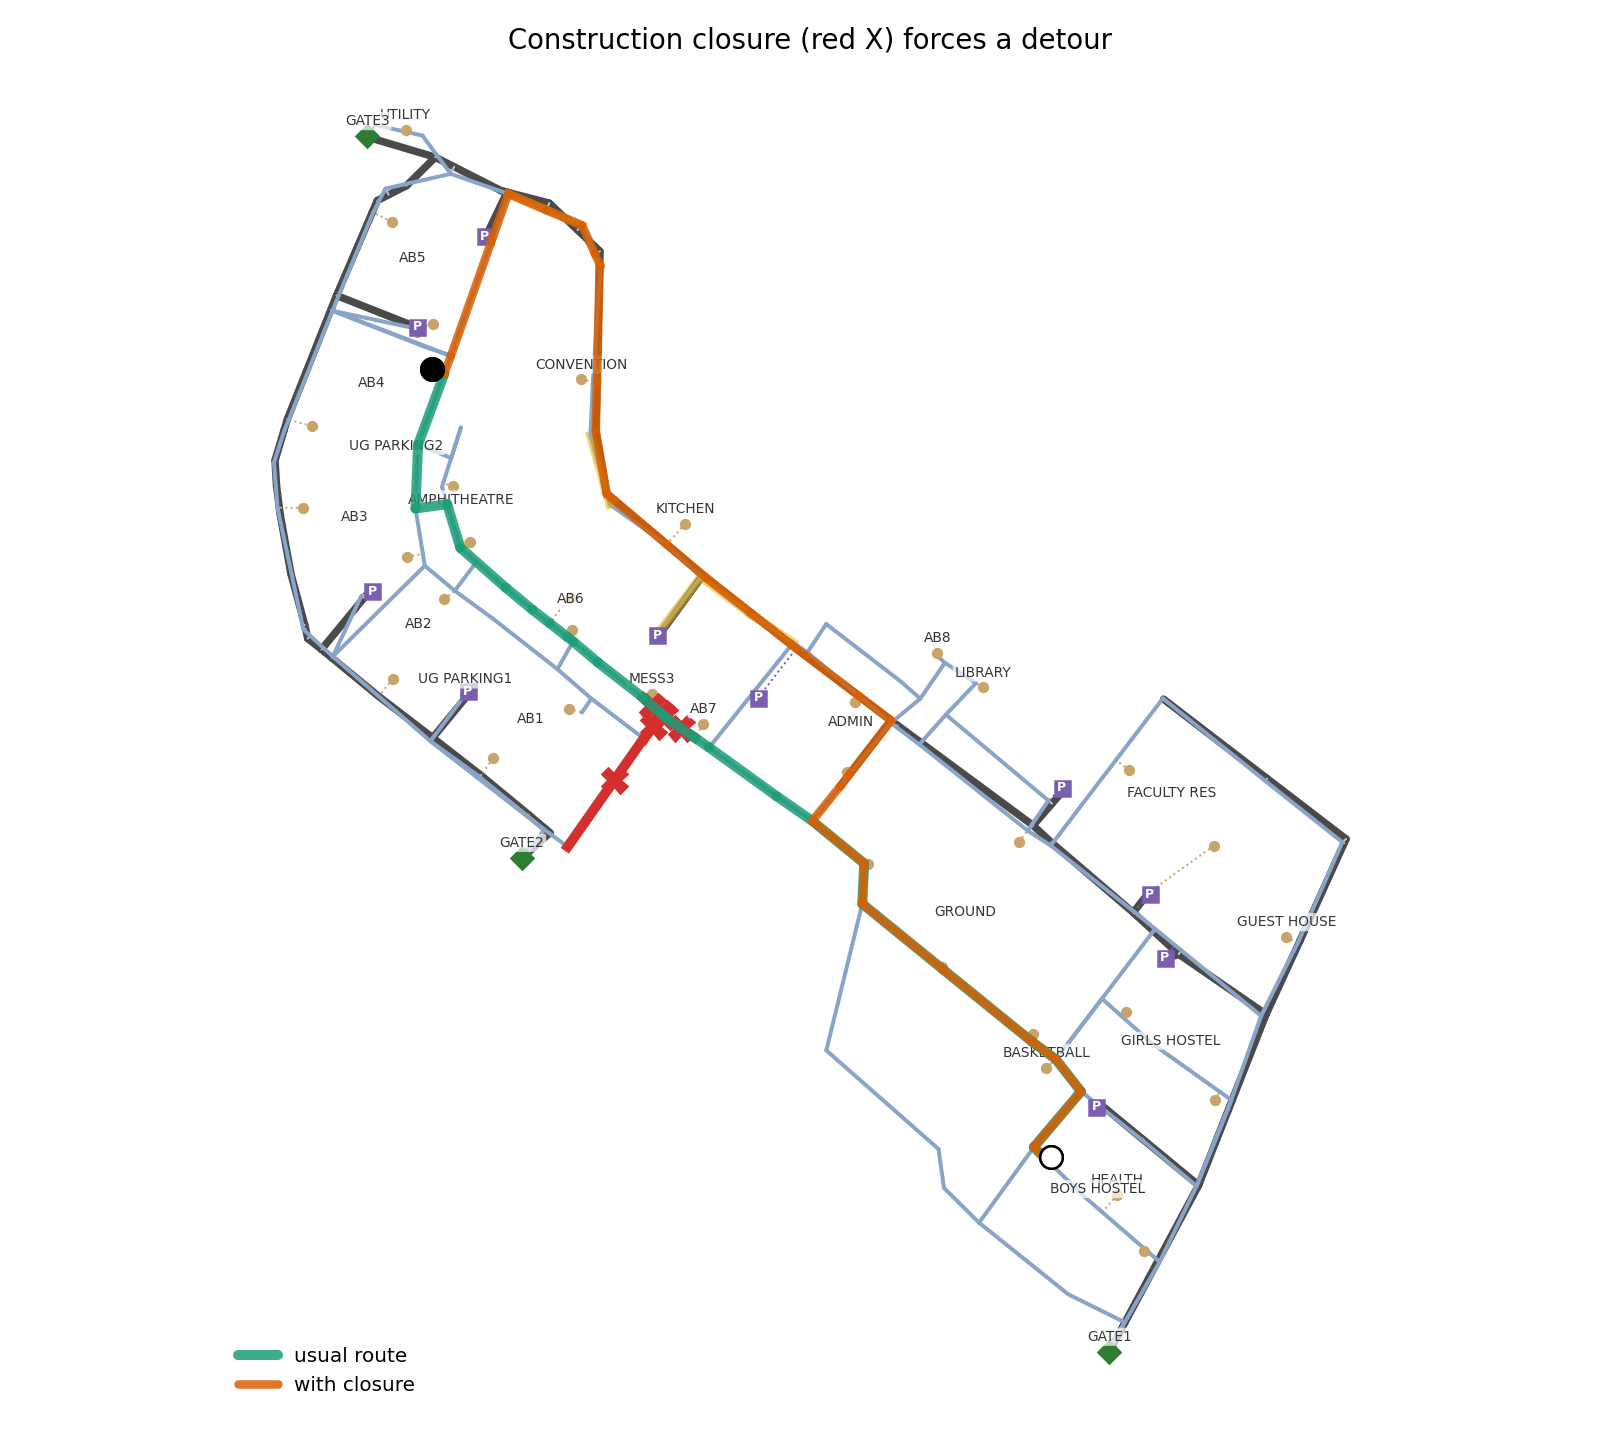 Construction closure (red X) forces a detour
UTILITY
GATE3
P
AB5
P
CONVENTION
AB4
UG PARKING2
AMPHITHEATRE
KITCHEN
AB3
P
AB6
AB2
P
AB8
LIBRARY
UG PARKING1
MESS3
P
P
AB7
AB1
ADMIN
P
FACULTY RES
GATE2
P
GROUND
GUEST HOUSE
P
GIRLS HOSTEL
BASKETBALL
P
HEALTH
BOYS HOSTEL
GATE1
usual route
with closure